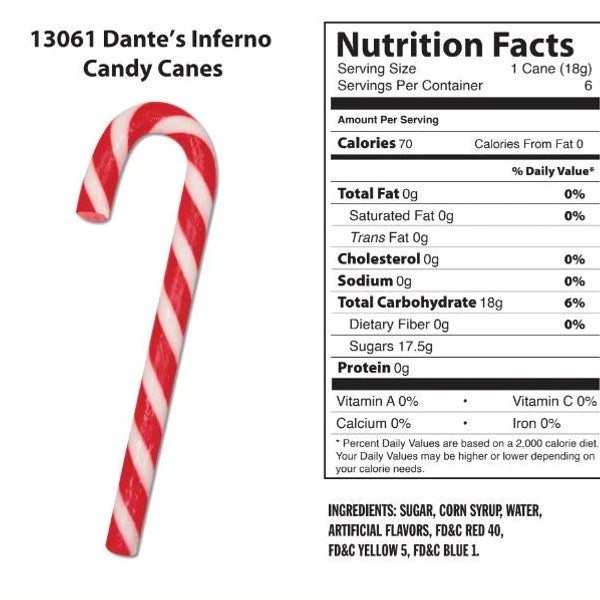 13061 Dante's Inferno
Candy Canes
Nutrition Facts
Serving Size 1 Cane (18g)
Servings Per Container 6
Amount Per Serving
Calories 70 Calories From Fat 0
% Daily Value*
Total Fat 0g 0%
Saturated Fat 0g 0%
Trans Fat 0g
Cholesterol 0g 0%
Sodium 0g 0%
Total Carbohydrate 18g 6%
Dietary Fiber 0g 0%
Sugars 17.5g
Protein 0g
Vitamin A 0% • Vitamin C 0%
Calcium 0% • Iron 0%
* Percent Daily Values are based on a 2,000 calorie diet.
Your Daily Values may be higher or lower depending on
your calorie needs.
INGREDIENTS: SUGAR, CORN SYRUP, WATER,
ARTIFICIAL FLAVORS, FD&C RED 40,
FD&C YELLOW 5, FD&C BLUE 1.